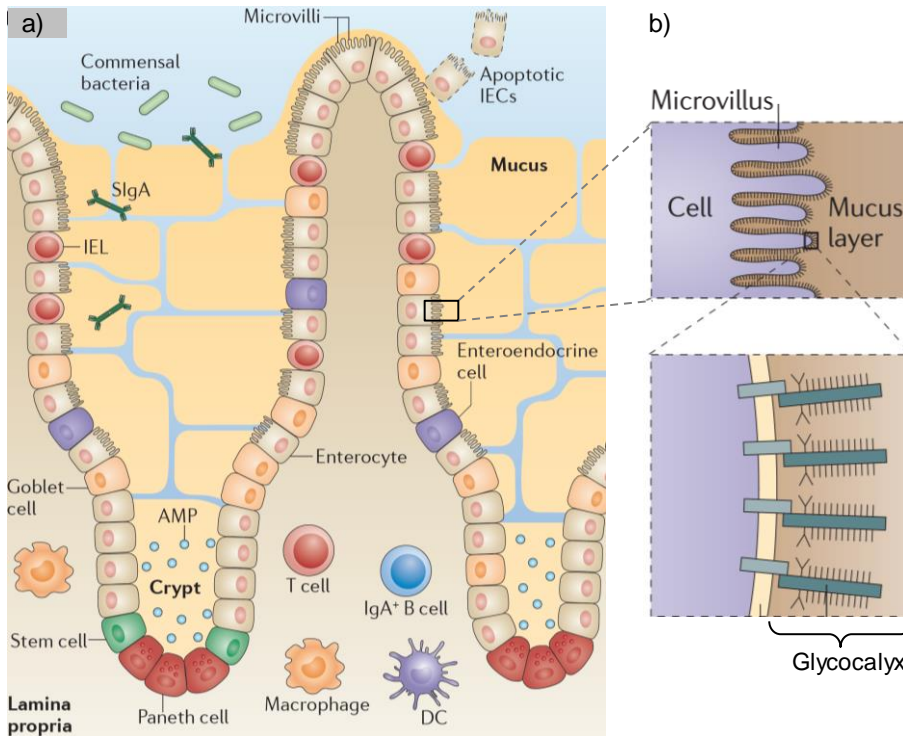 a)
Microvilli
Commensal
bacteria
Apoptotic
IECs
SIgA
Mucus
IEL
Enteroendocrine
cell
Enterocyte
Goblet
cell
AMP
T cell
Crypt
IgA⁺ B cell
Stem cell
Macrophage
DC
Paneth cell
Lamina
propria
b)
Microvillus
Cell
Mucus
layer
Glycocalyx